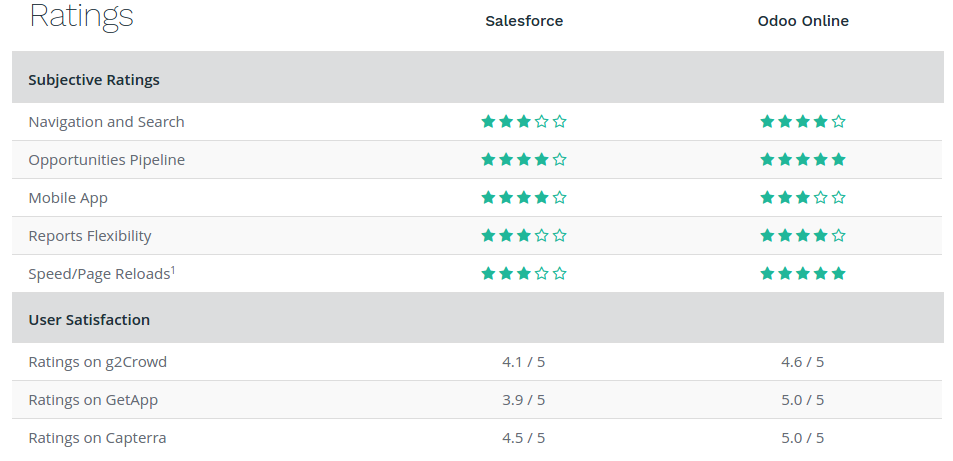 Ratings Salesforce Odoo Online
Subjective Ratings
Navigation and Search ★★★☆☆ ★★★★☆
Opportunities Pipeline ★★★★☆ ★★★★★
Mobile App ★★★★☆ ★★★☆☆
Reports Flexibility ★★★☆☆ ★★★★☆
Speed/Page Reloads¹ ★★★☆☆ ★★★★★
User Satisfaction
Ratings on g2Crowd 4.1 / 5 4.6 / 5
Ratings on GetApp 3.9 / 5 5.0 / 5
Ratings on Capterra 4.5 / 5 5.0 / 5